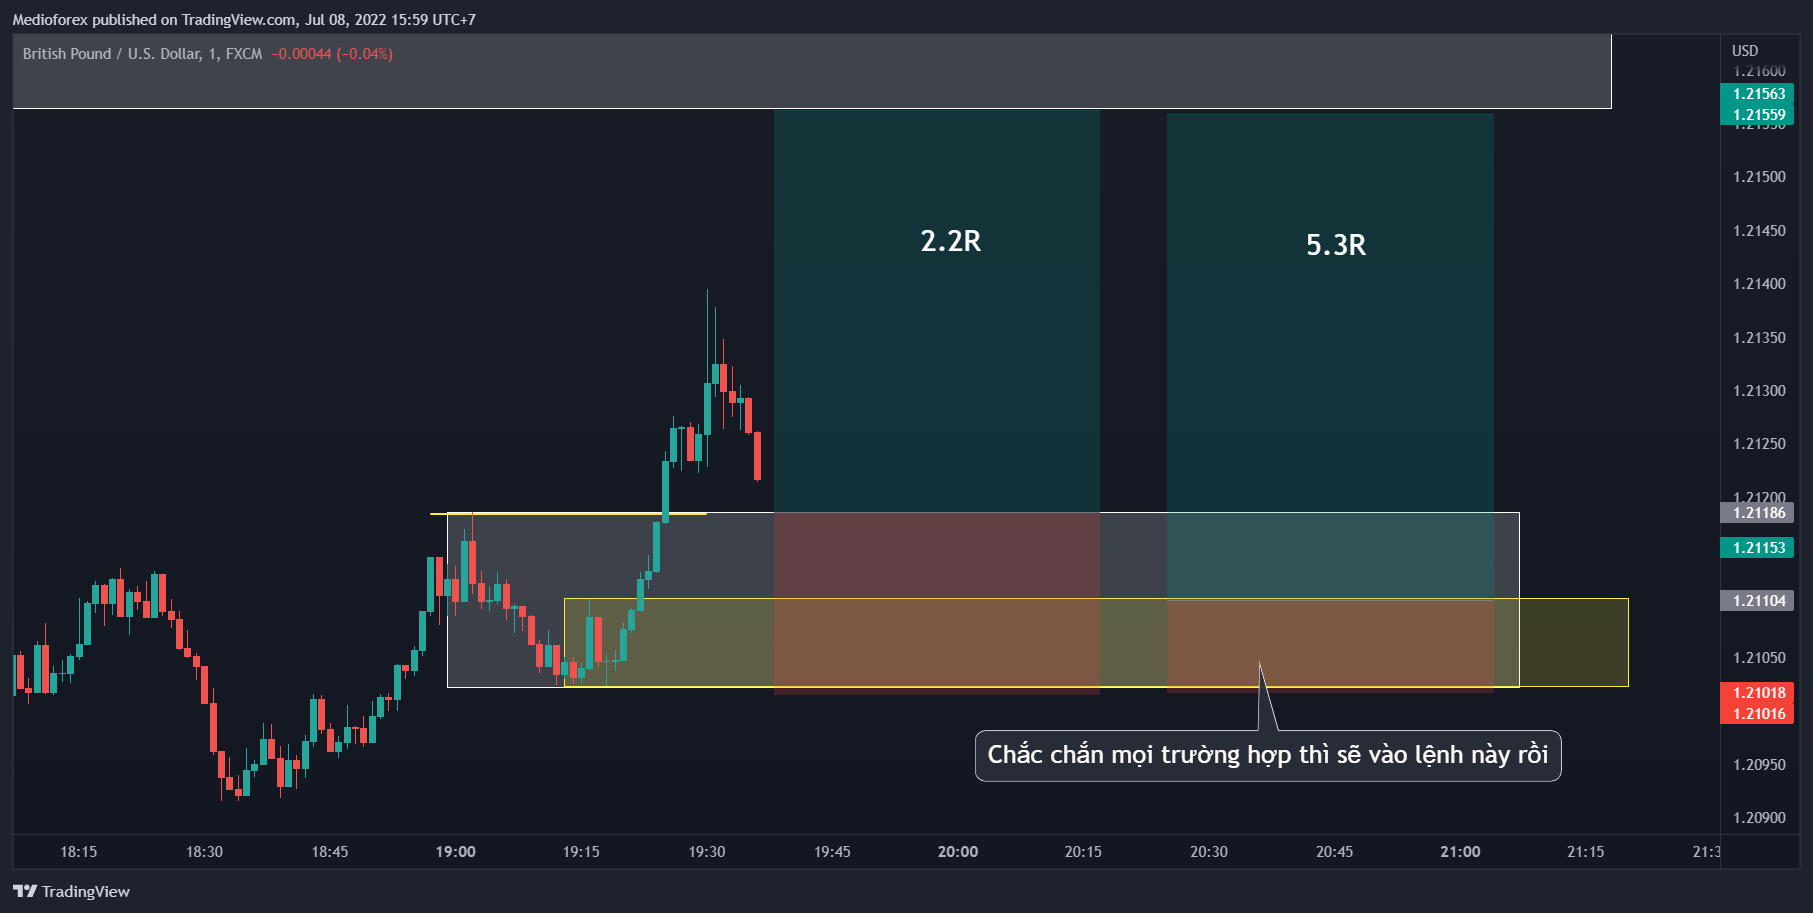 Medioforex published on TradingView.com, Jul 08, 2022 15:59 UTC+7
British Pound / U.S. Dollar, 1, FXCM −0.00044 (−0.04%)
USD
1.21600
1.21563
1.21559
1.21550
1.21500
2.2R
5.3R
1.21450
1.21400
1.21350
1.21300
1.21250
1.21200
1.21186
1.21153
1.21104
1.21050
1.21018
1.21016
Chắc chắn mọi trường hợp thì sẽ vào lệnh này rồi
1.20950
1.20900
18:15 18:30 18:45 19:00 19:15 19:30 19:45 20:00 20:15 20:30 20:45 21:00 21:15
TradingView